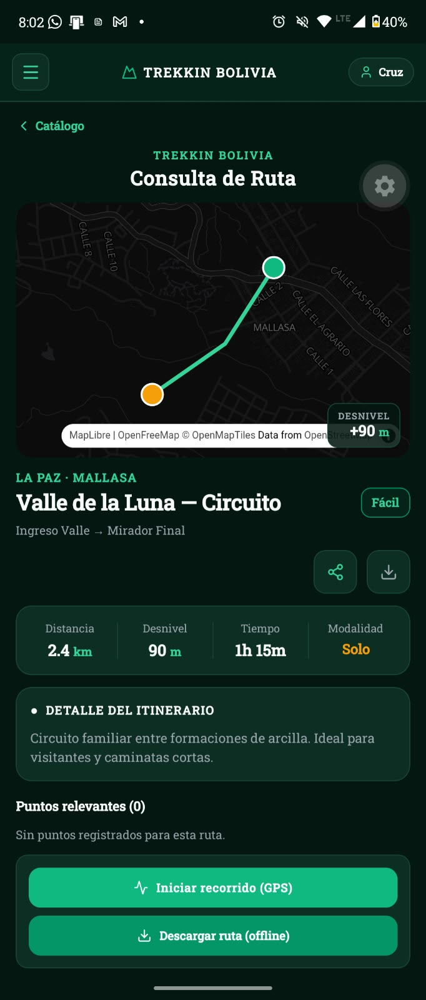 8:02
LTE
40%
TREKKIN BOLIVIA
Cruz
Catálogo
TREKKIN BOLIVIA
Consulta de Ruta
CALLE 8
CALLE 10
CALLE 2
CALLE LAS FLORES
CALLE EL AGRARIO
MALLASA
CALLE 1
DESNIVEL
+90 m
MapLibre | OpenFreeMap © OpenMapTiles Data from OpenStreetMap
LA PAZ · MALLASA
Valle de la Luna — Circuito
Fácil
Ingreso Valle → Mirador Final
Distancia
2.4 km
Desnivel
90 m
Tiempo
1h 15m
Modalidad
Solo
● DETALLE DEL ITINERARIO
Circuito familiar entre formaciones de arcilla. Ideal para
visitantes y caminatas cortas.
Puntos relevantes (0)
Sin puntos registrados para esta ruta.
Iniciar recorrido (GPS)
Descargar ruta (offline)